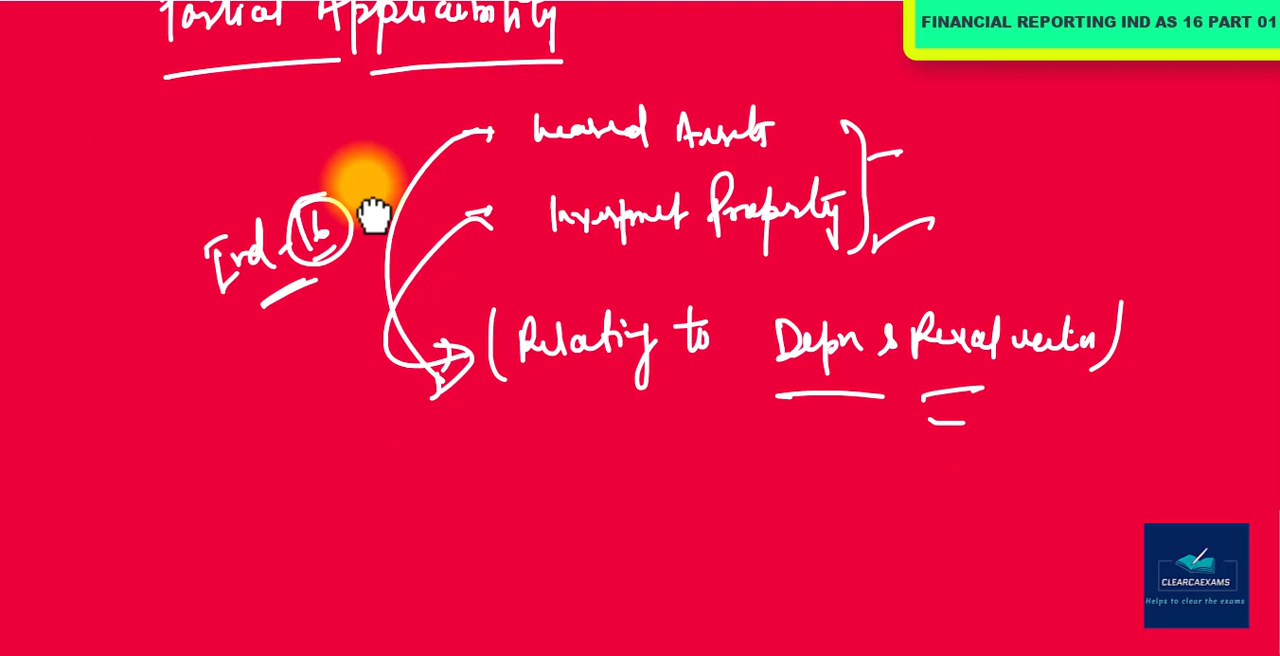 Partial Applicability
FINANCIAL REPORTING IND AS 16 PART 01
Leased Assets
Investment Property
Ind 16
(Relating to Depn & Revaluation)
CLEARCAEXAMS
Helps to clear the exams